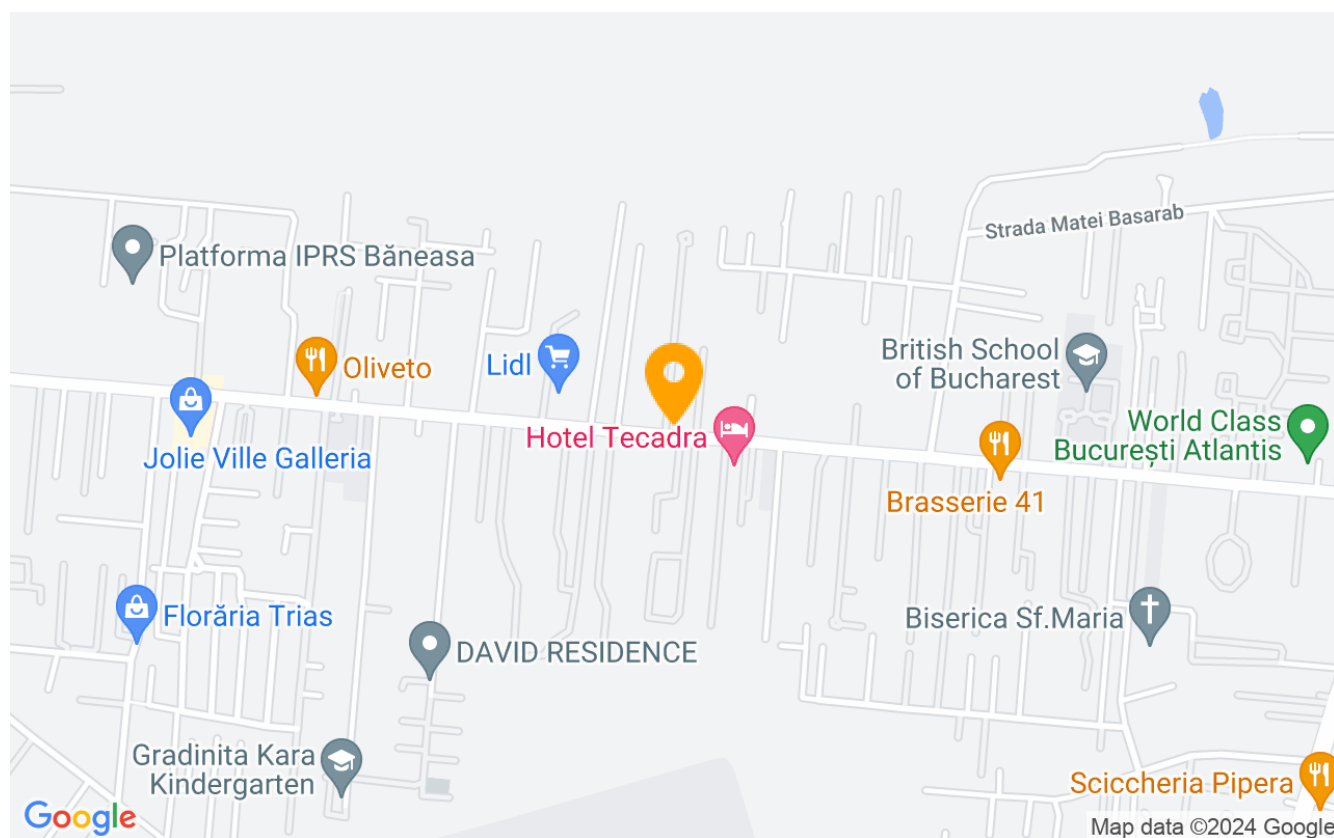 Strada Matei Basarab
Platforma IPRS Băneasa
British School
of Bucharest
Oliveto
Lidl
World Class
București Atlantis
Hotel Tecadra
Jolie Ville Galleria
Brasserie 41
Florăria Trias
Biserica Sf.Maria
DAVID RESIDENCE
Gradinita Kara
Kindergarten
Sciccheria Pipera
Google
Map data ©2024 Google